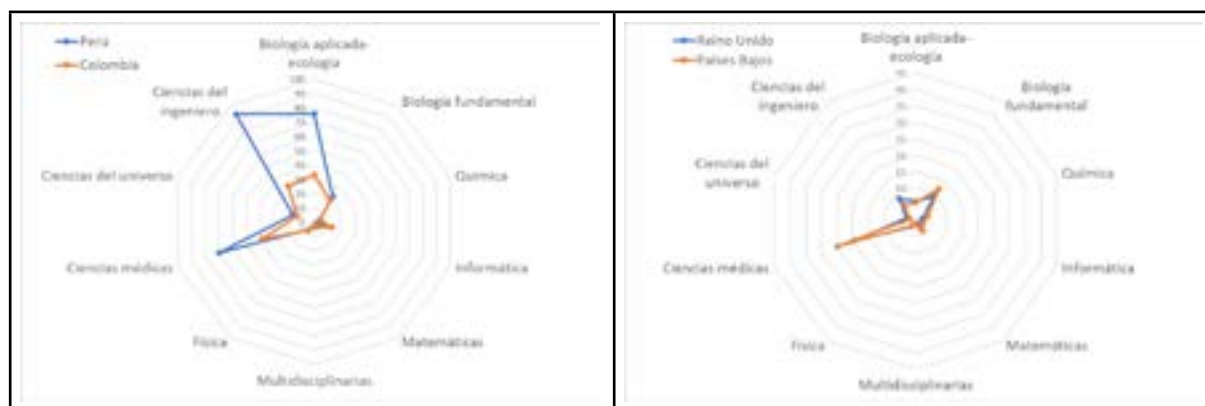 Perú
Colombia
Biología aplicada-
ecología
Biología fundamental
Química
Informática
Matemáticas
Multidisciplinarias
Física
Ciencias médicas
Ciencias del universo
Ciencias del
ingeniero
100
Reino Unido
Países Bajos
Biología aplicada-
ecología
Biología
fundamental
Química
Informática
Matemáticas
Multidisciplinarias
Física
Ciencias médicas
Ciencias del
universo
Ciencias del
ingeniero